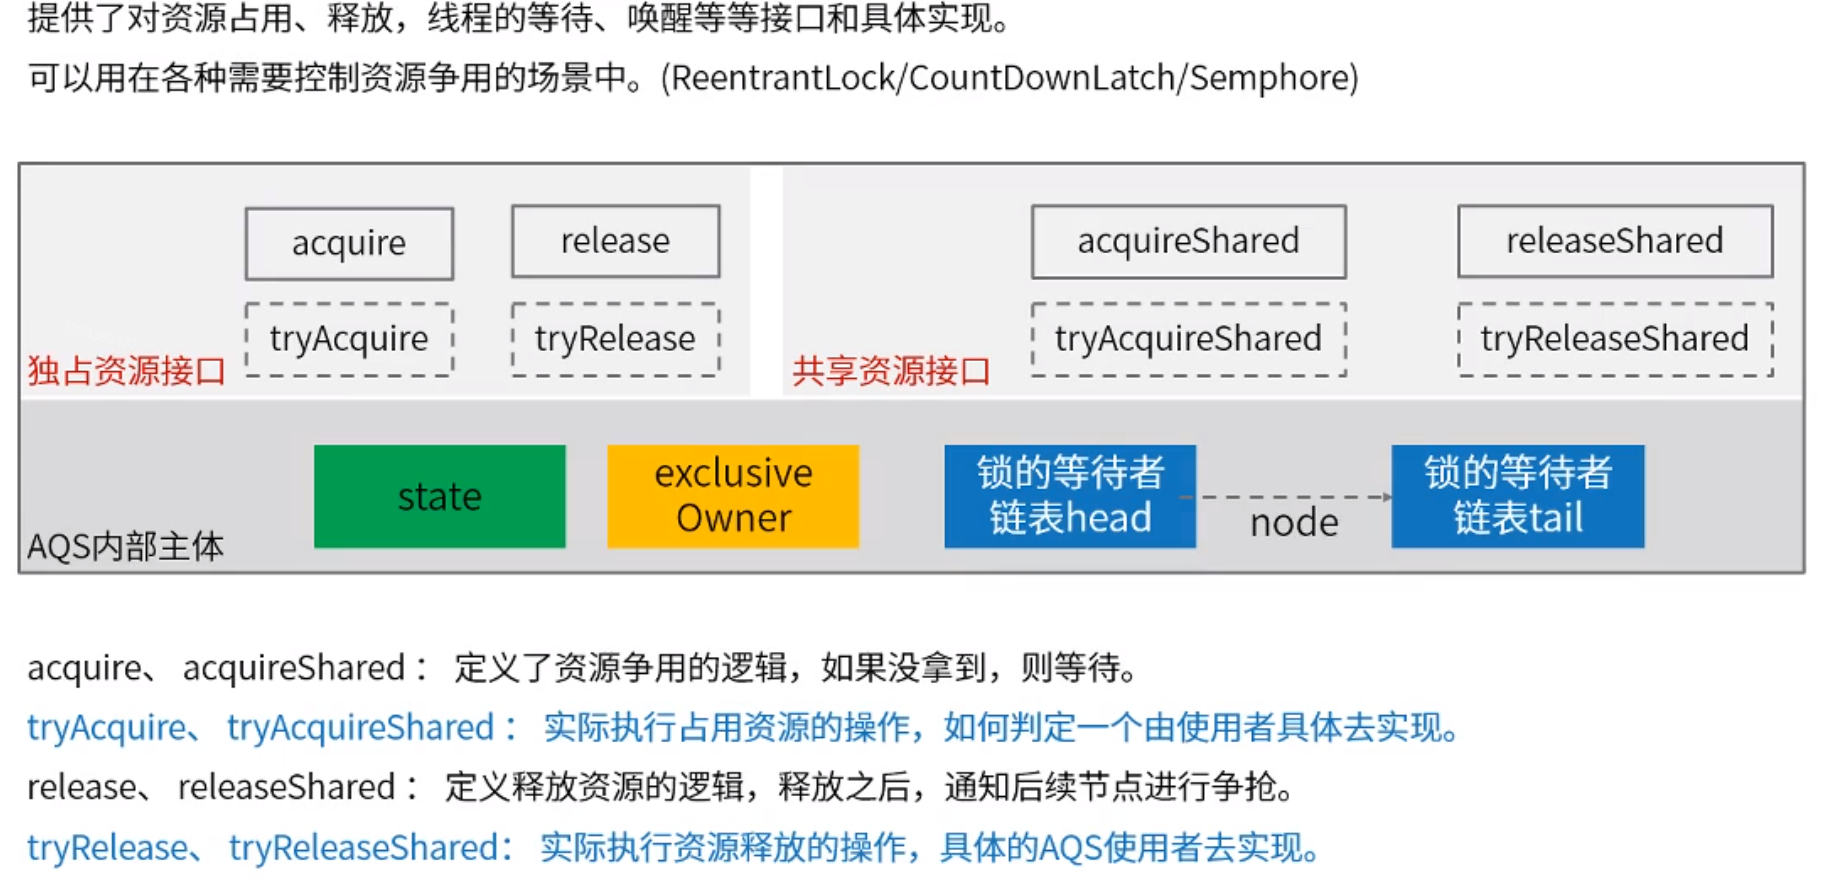 提供了对资源占用、释放，线程的等待、唤醒等等接口和具体实现。
可以用在各种需要控制资源争用的场景中。(ReentrantLock/CountDownLatch/Semphore)
acquire
release
tryAcquire
tryRelease
独占资源接口
acquireShared
releaseShared
tryAcquireShared
tryReleaseShared
共享资源接口
state
exclusive
Owner
锁的等待者
链表head
node
锁的等待者
链表tail
AQS内部主体
acquire、 acquireShared： 定义了资源争用的逻辑，如果没拿到，则等待。
tryAcquire、 tryAcquireShared： 实际执行占用资源的操作，如何判定一个由使用者具体去实现。
release、 releaseShared： 定义释放资源的逻辑，释放之后，通知后续节点进行争抢。
tryRelease、 tryReleaseShared： 实际执行资源释放的操作，具体的AQS使用者去实现。